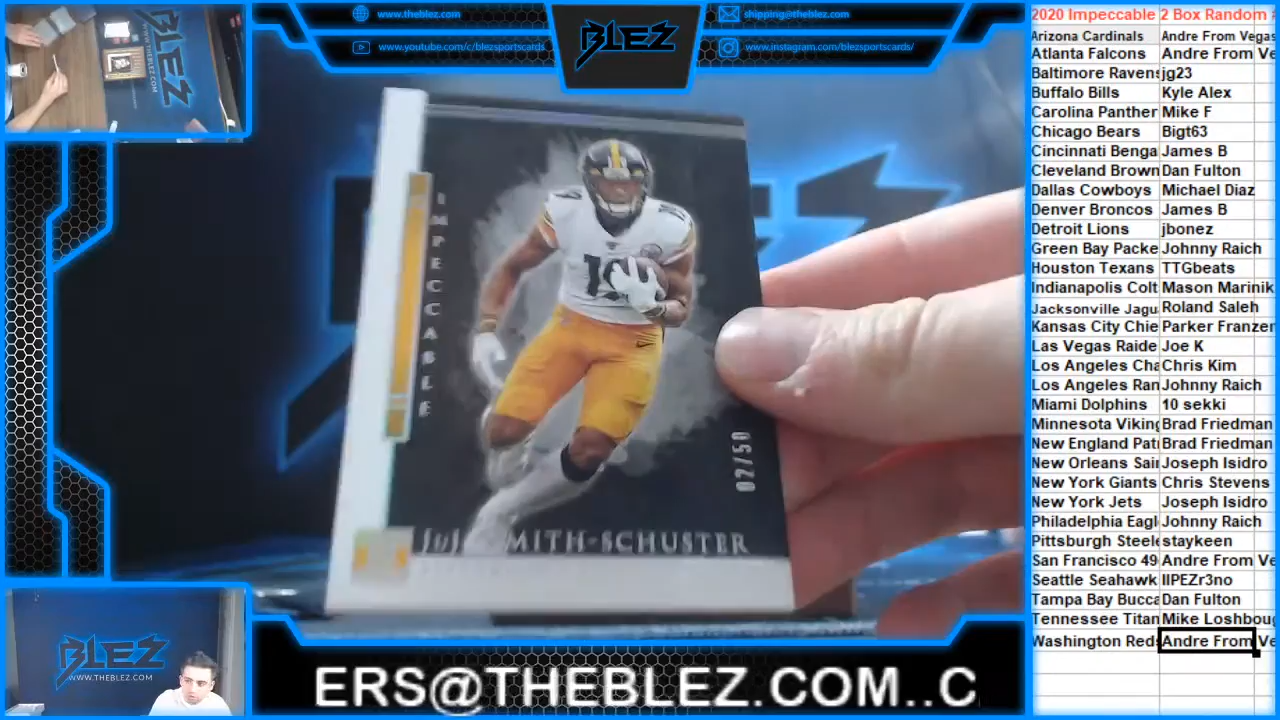 www.theblez.com
www.youtube.com/c/blezsportscards
BLEZ
shipping@theblez.com
www.instagram.com/blezsportscards/
2020 Impeccable 2 Box Random
Arizona Cardinals Andre From Vegas
Atlanta Falcons Andre From Ve
Baltimore Ravens jg23
Buffalo Bills Kyle Alex
Carolina Panther Mike F
Chicago Bears Bigt63
Cincinnati Benga James B
Cleveland Brown Dan Fulton
Dallas Cowboys Michael Diaz
Denver Broncos James B
Detroit Lions jbonez
Green Bay Packe Johnny Raich
Houston Texans TTGbeats
Indianapolis Colt Mason Marinik
Jacksonville Jagu Roland Saleh
Kansas City Chie Parker Franzen
Las Vegas Raide Joe K
Los Angeles Cha Chris Kim
Los Angeles Ran Johnny Raich
Miami Dolphins 10 sekki
Minnesota Viking Brad Friedman
New England Pat Brad Friedman
New Orleans Sai Joseph Isidro
New York Giants Chris Stevens
New York Jets Joseph Isidro
Philadelphia Eagl Johnny Raich
Pittsburgh Steele staykeen
San Francisco 49 Andre From Ve
Seattle Seahawk IIPEZr3no
Tampa Bay Bucca Dan Fulton
Tennessee Titan Mike Loshboug
Washington Red Andre From Ve
IMPECCABLE
19
02/50
JuJu SMITH-SCHUSTER
BLEZ
WWW.THEBLEZ.COM
ERS@THEBLEZ.COM..C